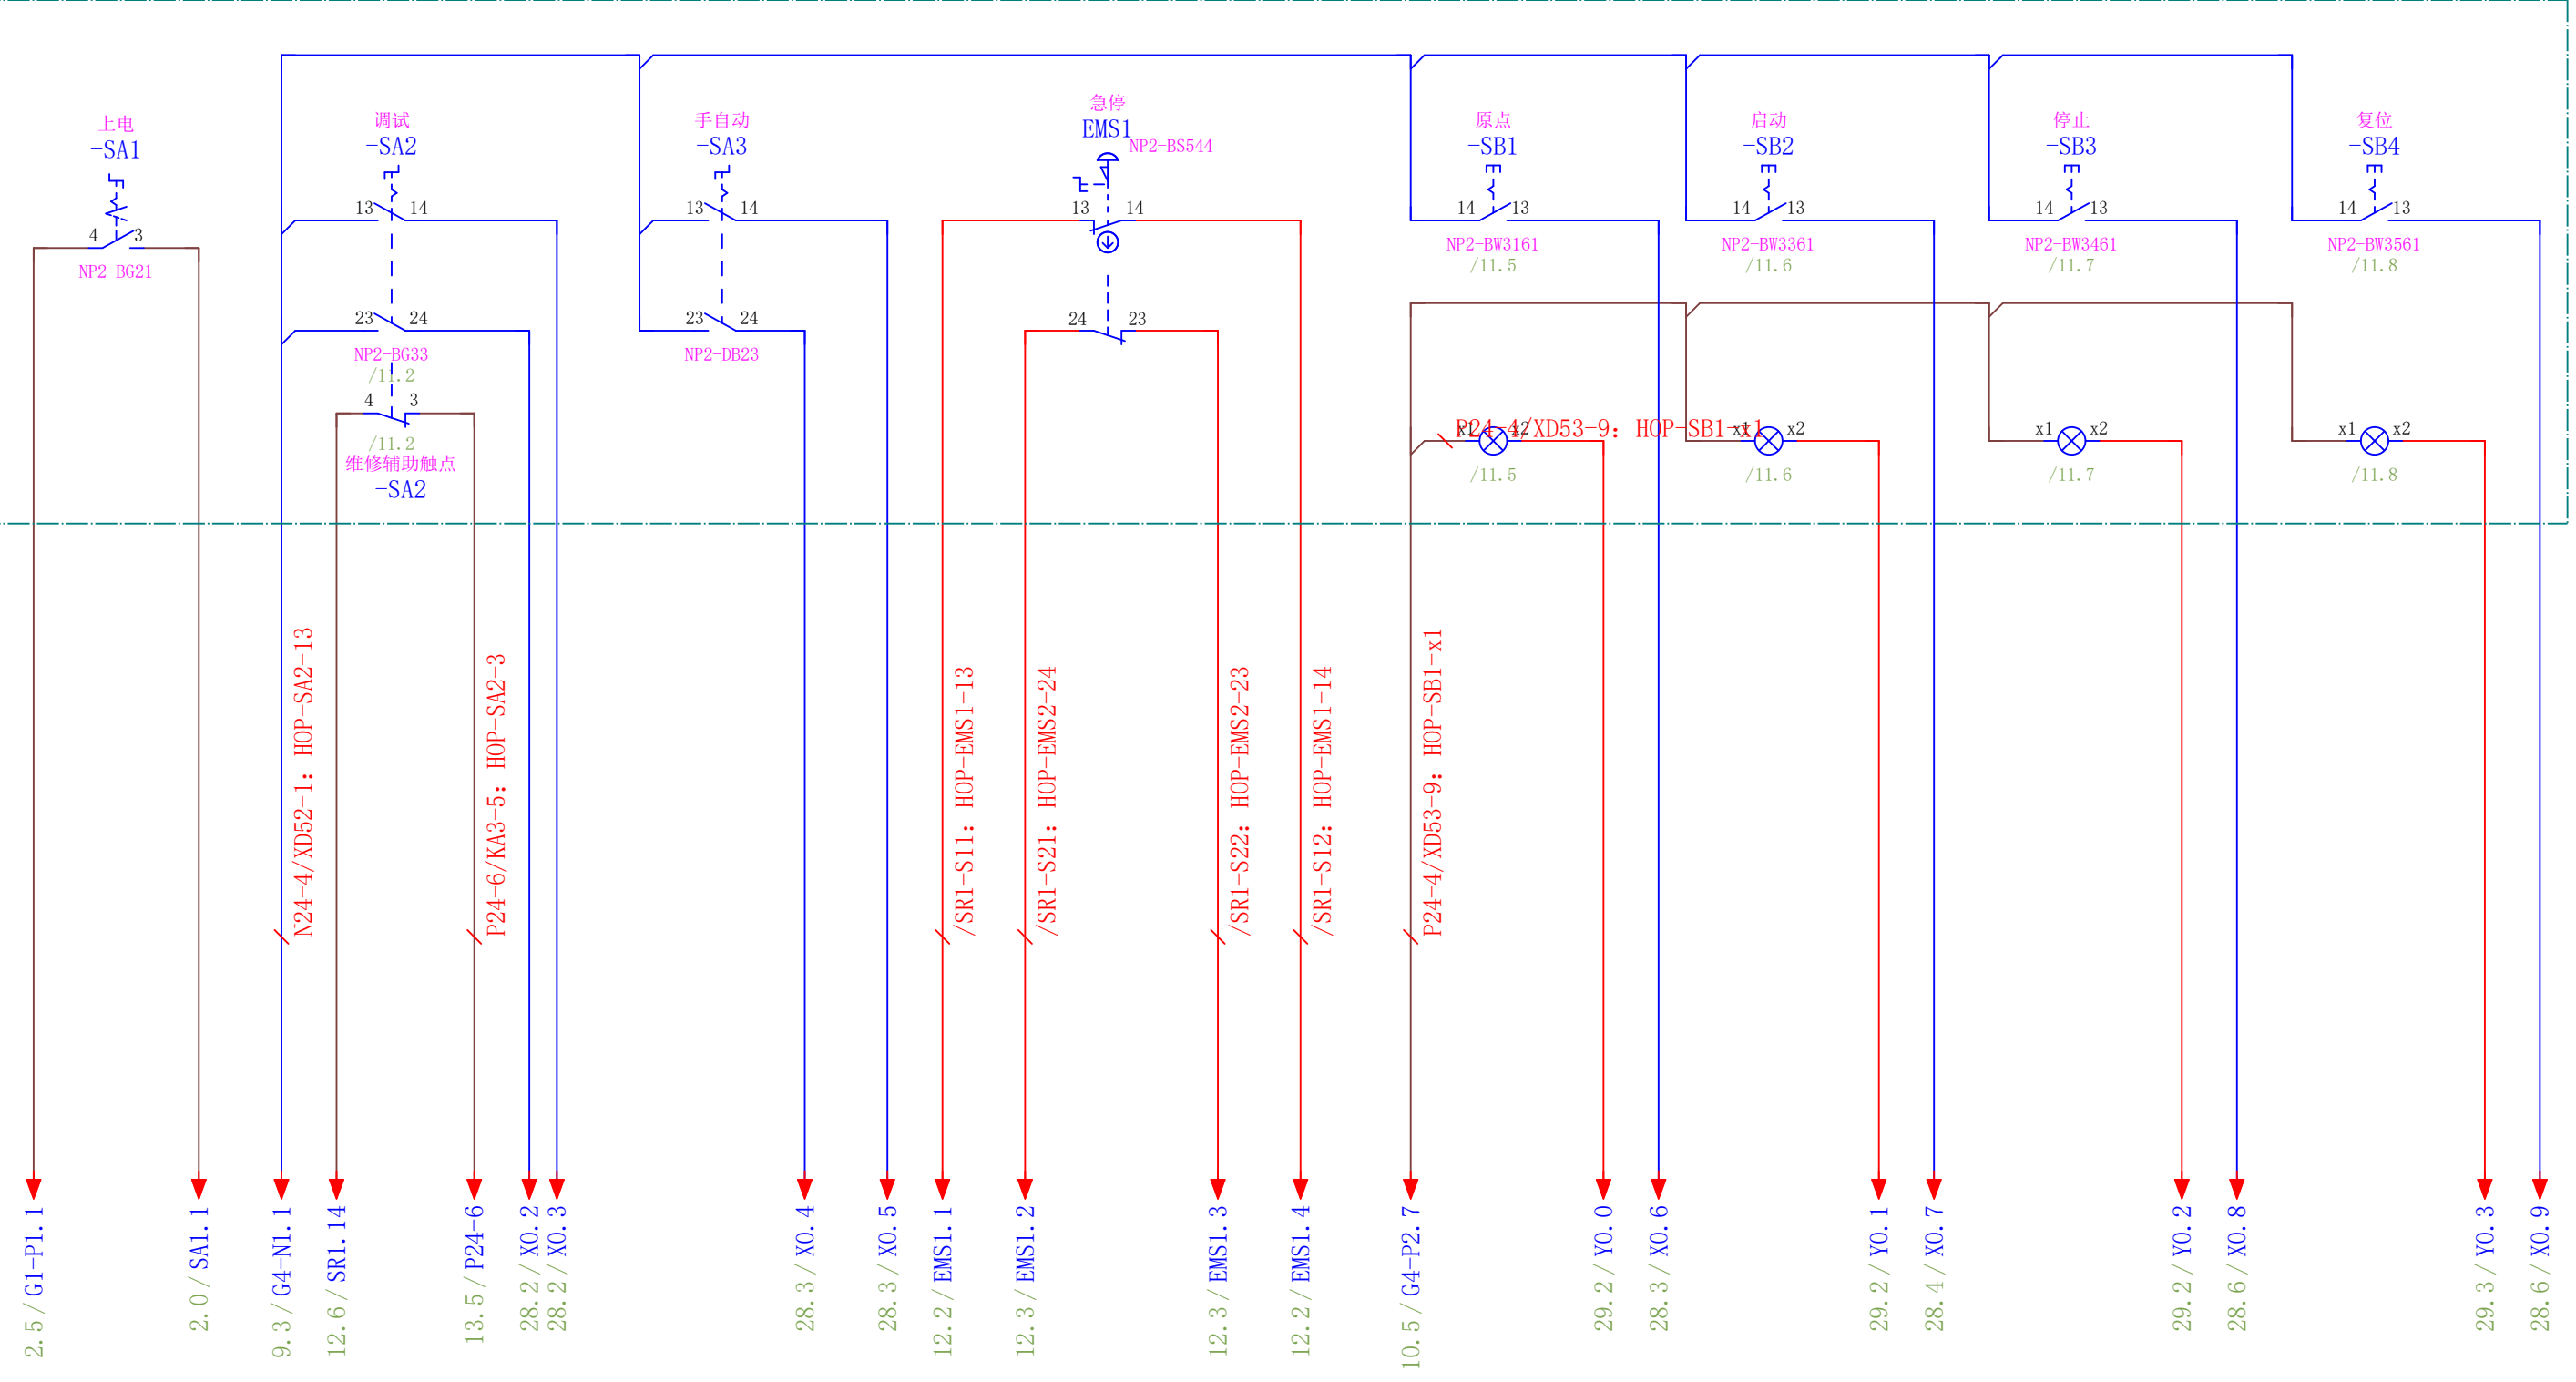 上电
-SA1
4 3
NP2-BG21
调试
-SA2
13 14
23 24
NP2-BG33
/11.2
4 3
/11.2
维修辅助触点
-SA2
手自动
-SA3
13 14
23 24
NP2-DB23
急停
EMS1
NP2-BS544
13 14
24 23
原点
-SB1
14 13
NP2-BW3161
/11.5
启动
-SB2
14 13
NP2-BW3361
/11.6
停止
-SB3
14 13
NP2-BW3461
/11.7
复位
-SB4
14 13
NP2-BW3561
/11.8
P24-4/XD53-9: HOP-SB1-x1
x1 x2
/11.5
x1 x2
/11.6
x1 x2
/11.7
x1 x2
/11.8
N24-4/XD52-1: HOP-SA2-13
P24-6/KA3-5: HOP-SA2-3
/SR1-S11: HOP-EMS1-13
/SR1-S21: HOP-EMS2-24
/SR1-S22: HOP-EMS2-23
/SR1-S12: HOP-EMS1-14
P24-4/XD53-9: HOP-SB1-x1
2.5 / G1-P1.1
2.0 / SA1.1
9.3 / G4-N1.1
12.6 / SR1.14
13.5 / P24-6
28.2 / X0.2
28.2 / X0.3
28.3 / X0.4
28.3 / X0.5
12.2 / EMS1.1
12.3 / EMS1.2
12.3 / EMS1.3
12.2 / EMS1.4
10.5 / G4-P2.7
29.2 / Y0.0
28.3 / X0.6
29.2 / Y0.1
28.4 / X0.7
29.2 / Y0.2
28.6 / X0.8
29.3 / Y0.3
28.6 / X0.9